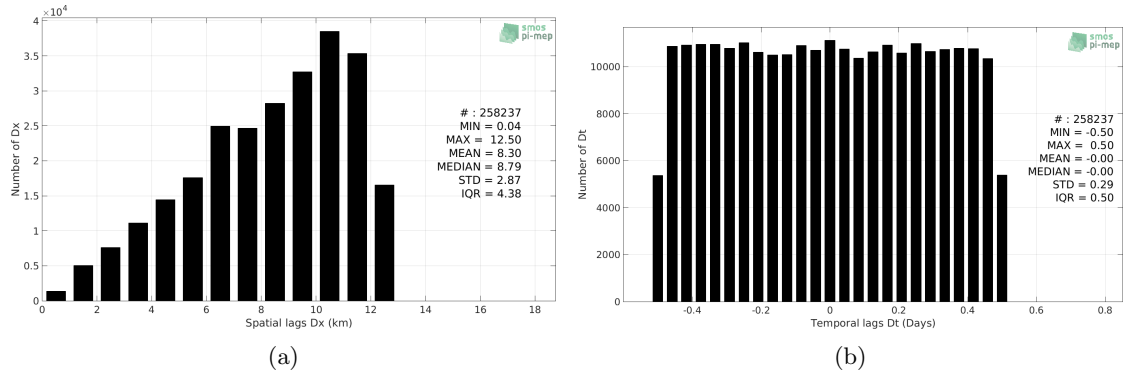 ×10⁴
4
3.5
3
2.5
2
1.5
1
0.5
0
Number of Dx
0 2 4 6 8 10 12 14 16 18
Spatial lags Dx (km)
smos
pi-mep
# : 258237
MIN = 0.04
MAX = 12.50
MEAN = 8.30
MEDIAN = 8.79
STD = 2.87
IQR = 4.38
(a)
10000
8000
6000
4000
2000
0
Number of Dt
-0.4 -0.2 0 0.2 0.4 0.6 0.8
Temporal lags Dt (Days)
smos
pi-mep
# : 258237
MIN = -0.50
MAX = 0.50
MEAN = -0.00
MEDIAN = -0.00
STD = 0.29
IQR = 0.50
(b)